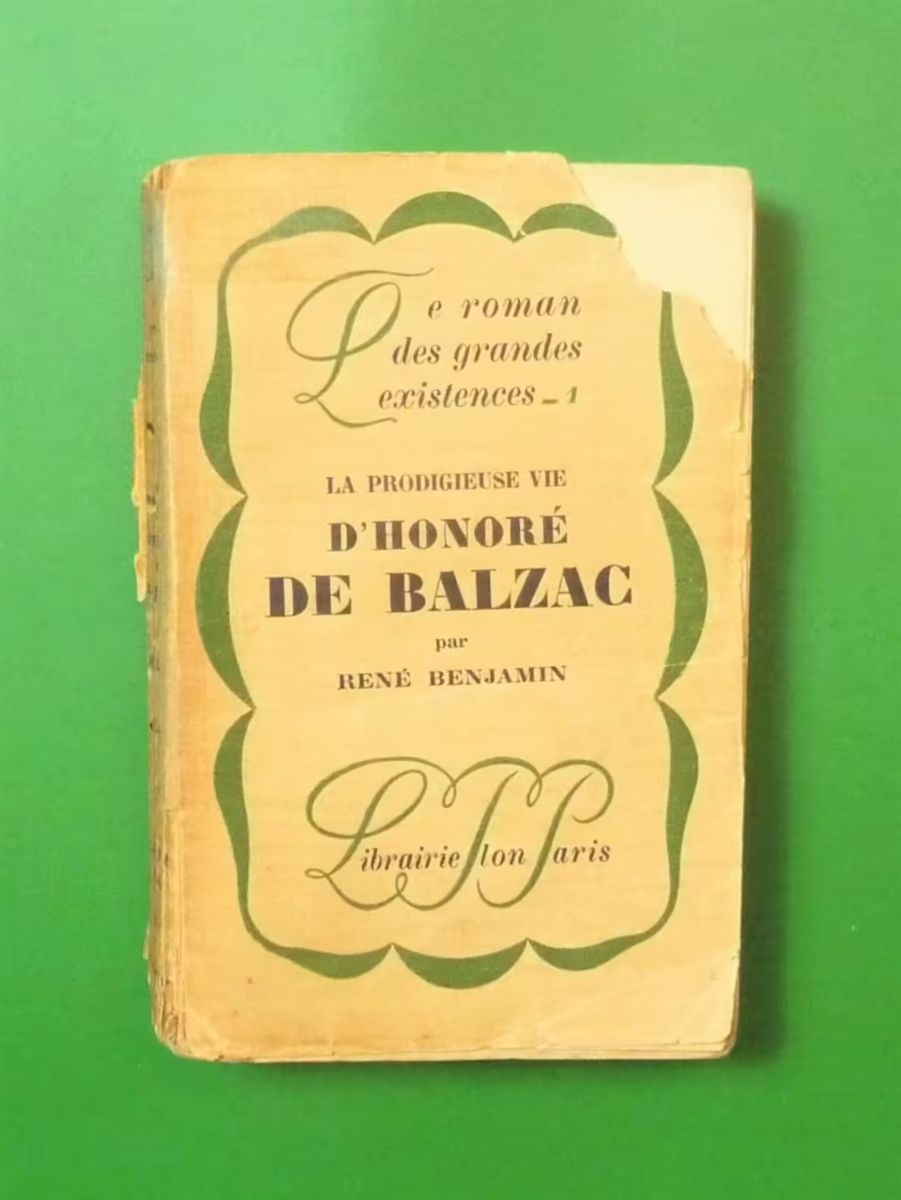 Le roman
des grandes
existences - 1
LA PRODIGIEUSE VIE
D'HONORÉ
DE BALZAC
par
RENÉ BENJAMIN
Librairie Plon Paris